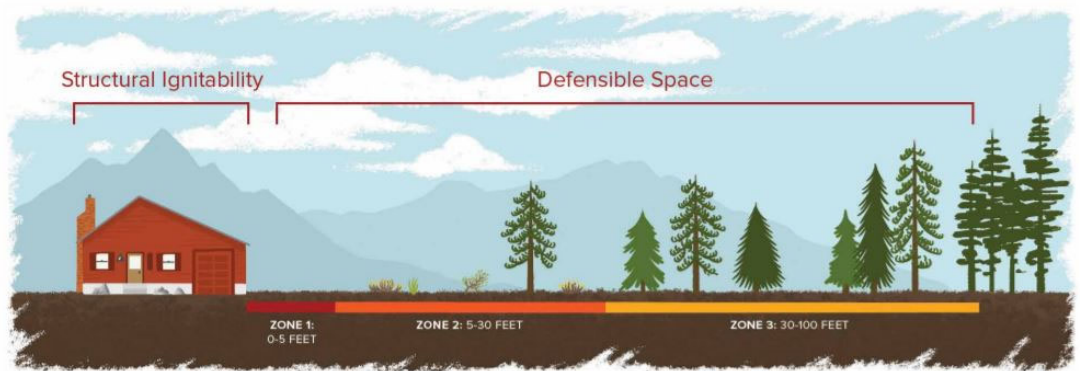 Structural Ignitability
Defensible Space
ZONE 1:
0-5 FEET
ZONE 2: 5-30 FEET
ZONE 3: 30-100 FEET